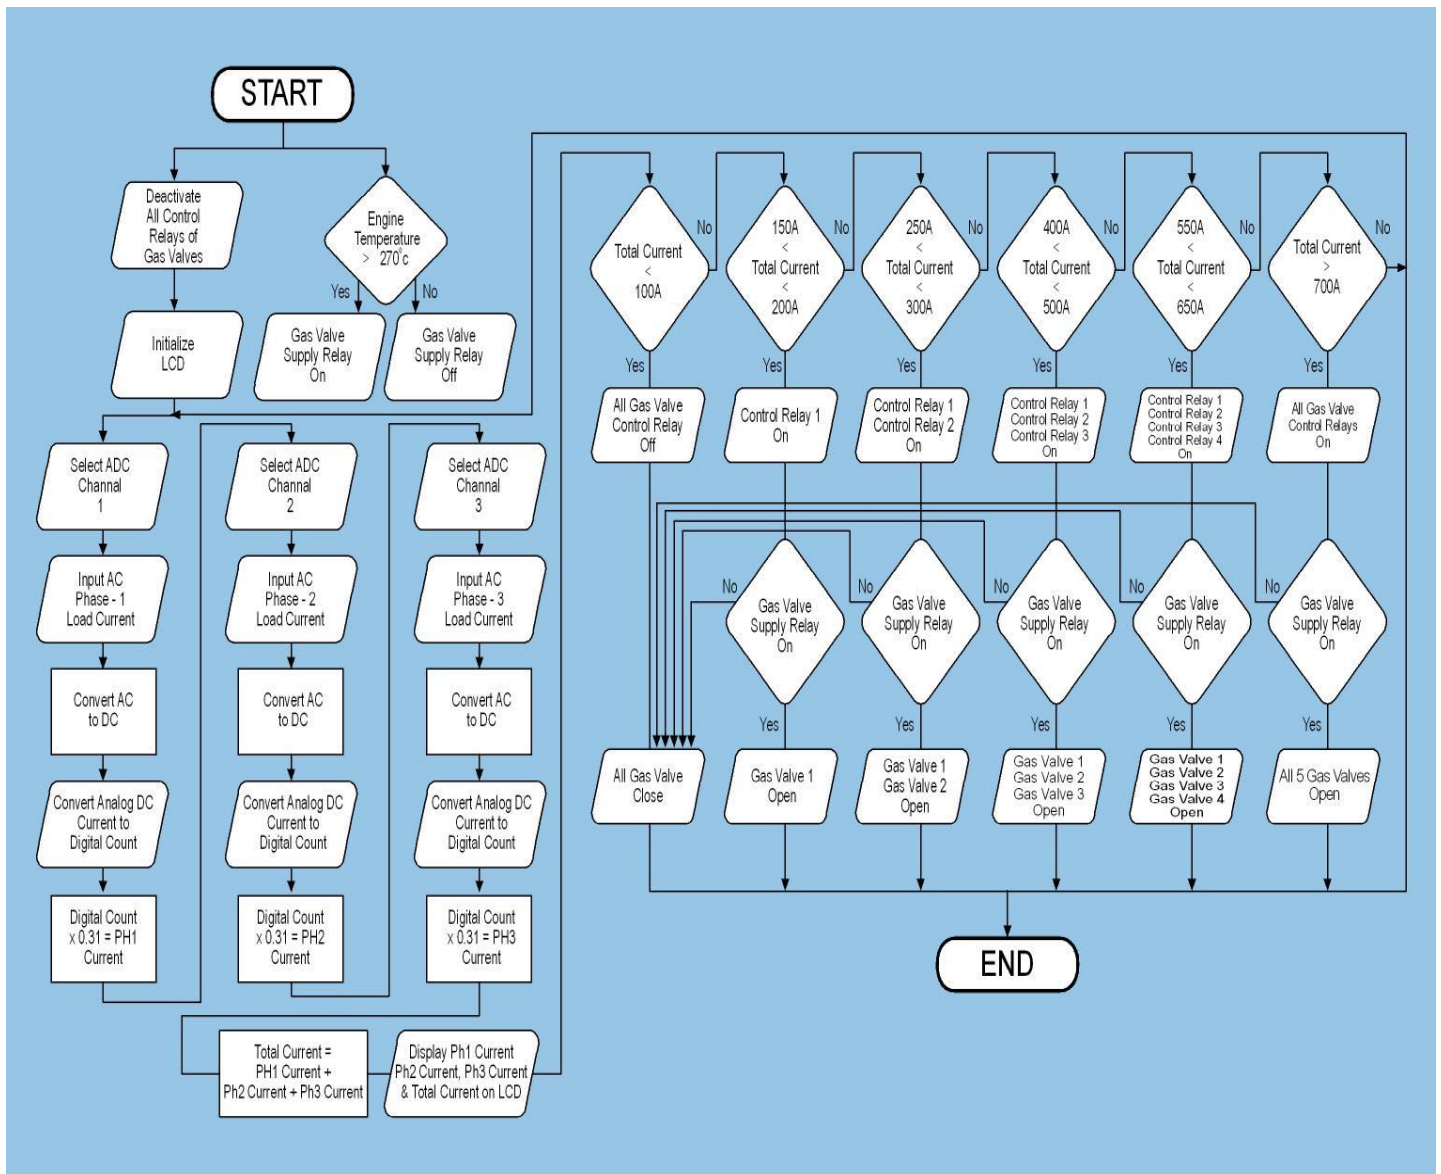 START
Deactivate
All Control
Relays of
Gas Valves
Engine
Temperature
> 270°c
Yes
No
Initialize
LCD
Gas Valve
Supply Relay
On
Gas Valve
Supply Relay
Off
Select ADC
Channal
1
Input AC
Phase - 1
Load Current
Convert AC
to DC
Convert Analog DC
Current to
Digital Count
Digital Count
x 0.31 = PH1
Current
Select ADC
Channal
2
Input AC
Phase - 2
Load Current
Convert AC
to DC
Convert Analog DC
Current to
Digital Count
Digital Count
x 0.31 = PH2
Current
Select ADC
Channal
3
Input AC
Phase - 3
Load Current
Convert AC
to DC
Convert Analog DC
Current to
Digital Count
Digital Count
x 0.31 = PH3
Current
Total Current =
PH1 Current +
Ph2 Current + Ph3 Current
Display Ph1 Current
Ph2 Current, Ph3 Current
& Total Current on LCD
Total Current
<
100A
No
150A
<
Total Current
<
200A
No
250A
<
Total Current
<
300A
No
400A
<
Total Current
<
500A
No
550A
<
Total Current
<
650A
No
Total Current
>
700A
No
Yes
Yes
Yes
Yes
Yes
Yes
All Gas Valve
Control Relay
Off
Control Relay 1
On
Control Relay 1
Control Relay 2
On
Control Relay 1
Control Relay 2
Control Relay 3
On
Control Relay 1
Control Relay 2
Control Relay 3
Control Relay 4
On
All Gas Valve
Control Relays
On
No
Gas Valve
Supply Relay
On
No
Gas Valve
Supply Relay
On
No
Gas Valve
Supply Relay
On
No
Gas Valve
Supply Relay
On
No
Gas Valve
Supply Relay
On
Yes
Yes
Yes
Yes
Yes
All Gas Valve
Close
Gas Valve 1
Open
Gas Valve 1
Gas Valve 2
Open
Gas Valve 1
Gas Valve 2
Gas Valve 3
Open
Gas Valve 1
Gas Valve 2
Gas Valve 3
Gas Valve 4
Open
All 5 Gas Valves
Open
END